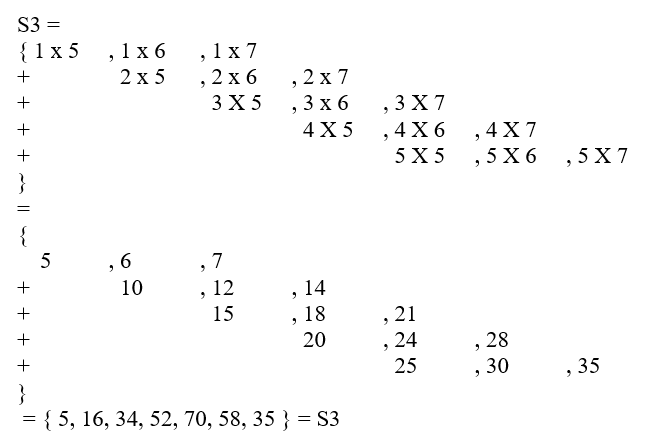 S3 =
{ 1 x 5 , 1 x 6 , 1 x 7
+ 2 x 5 , 2 x 6 , 2 x 7
+ 3 X 5 , 3 x 6 , 3 X 7
+ 4 X 5 , 4 X 6 , 4 X 7
+ 5 X 5 , 5 X 6 , 5 X 7
}
=
{
5 , 6 , 7
+ 10 , 12 , 14
+ 15 , 18 , 21
+ 20 , 24 , 28
+ 25 , 30 , 35
}
= { 5, 16, 34, 52, 70, 58, 35 } = S3